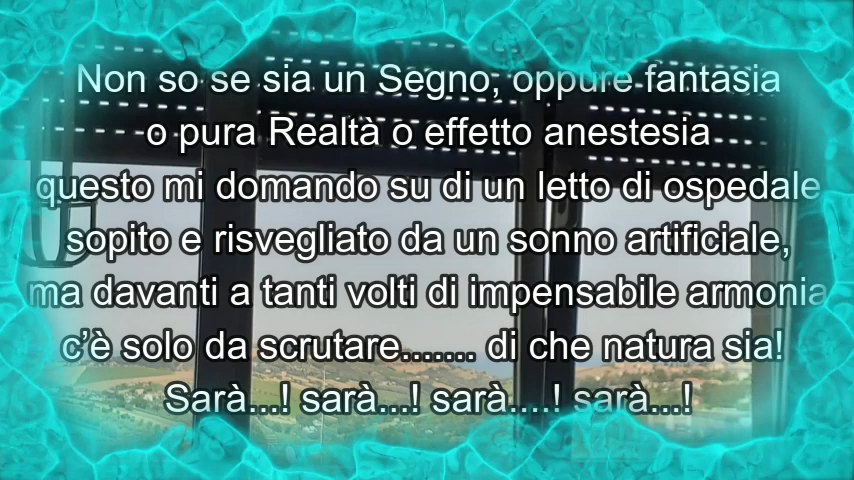 Non so se sia un Segno, oppure fantasia
o pura Realtà o effetto anestesia
questo mi domando su di un letto di ospedale
sopito e risvegliato da un sonno artificiale,
ma davanti a tanti volti di impensabile armonia
c’è solo da scrutare....... di che natura sia!
Sarà...! sarà...! sarà....! sarà...!